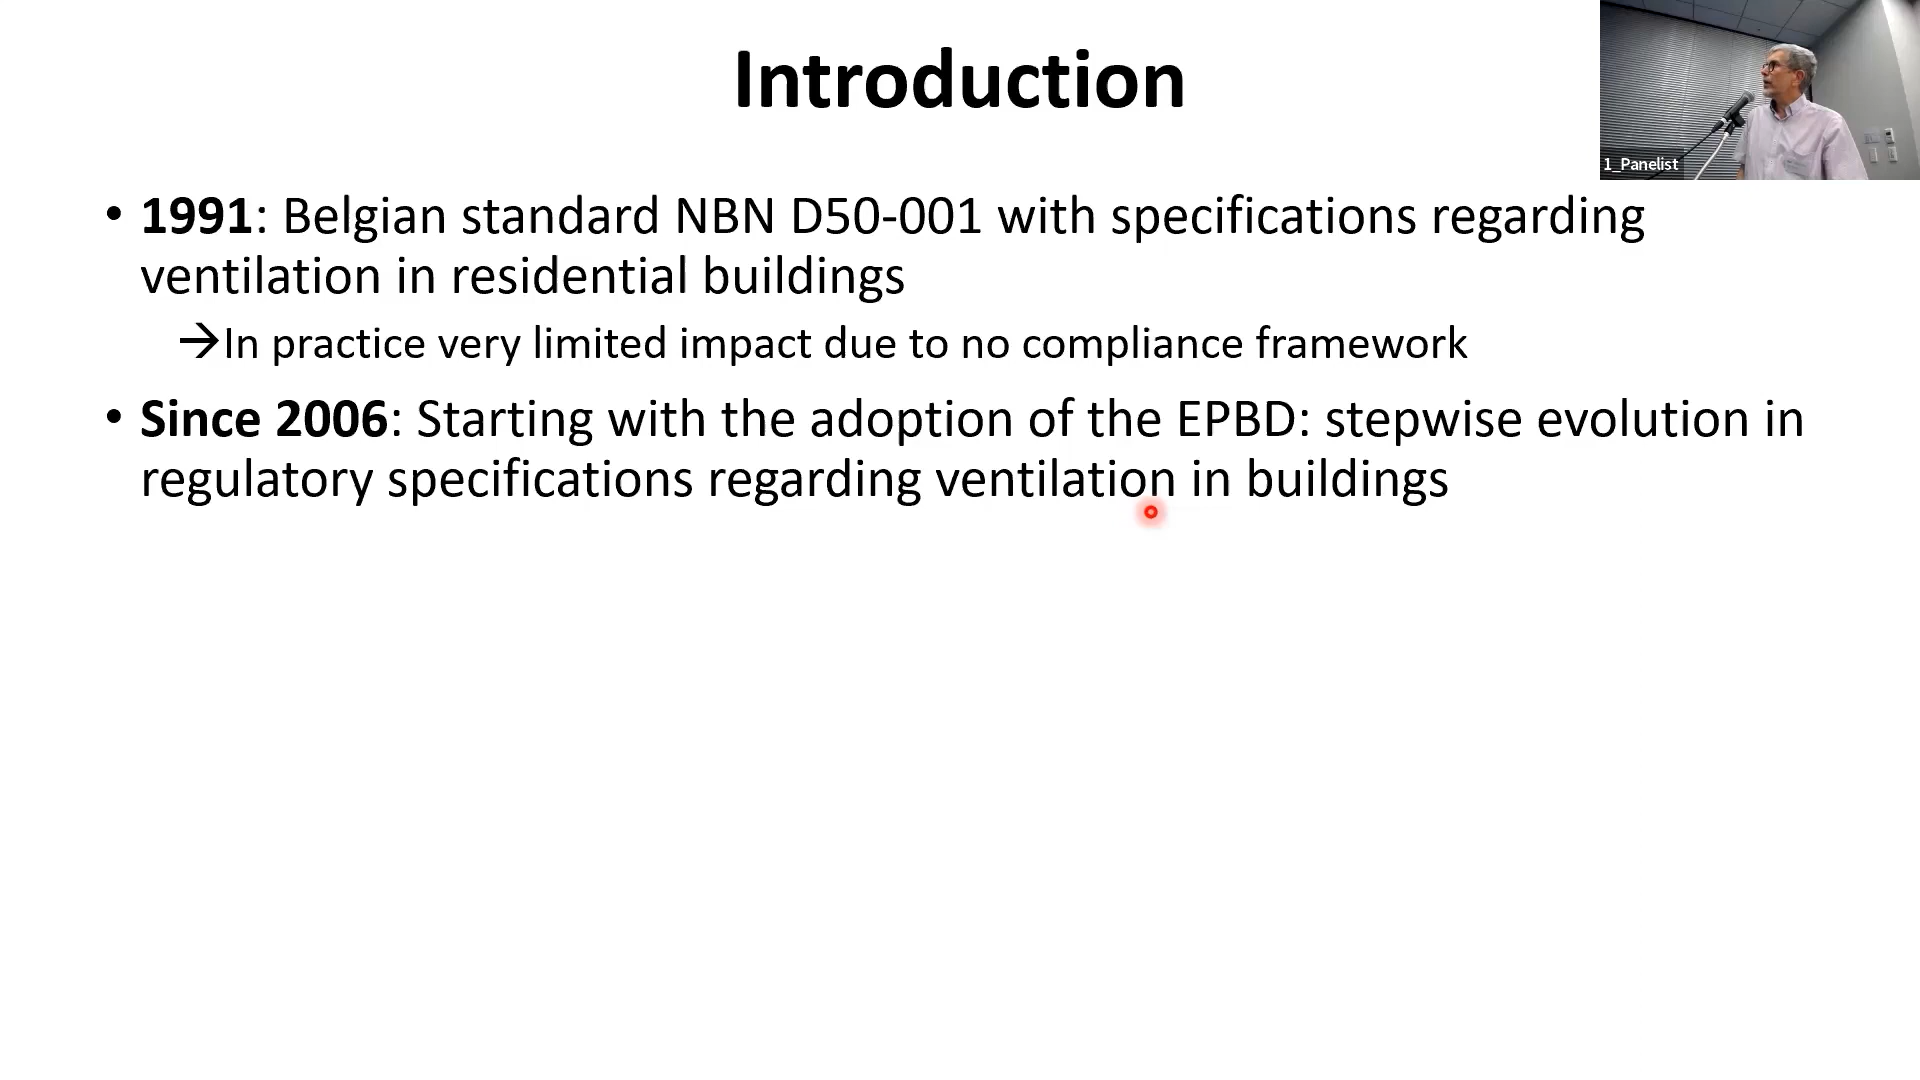 Introduction
1_Panelist
• 1991: Belgian standard NBN D50-001 with specifications regarding
ventilation in residential buildings
→In practice very limited impact due to no compliance framework
• Since 2006: Starting with the adoption of the EPBD: stepwise evolution in
regulatory specifications regarding ventilation in buildings